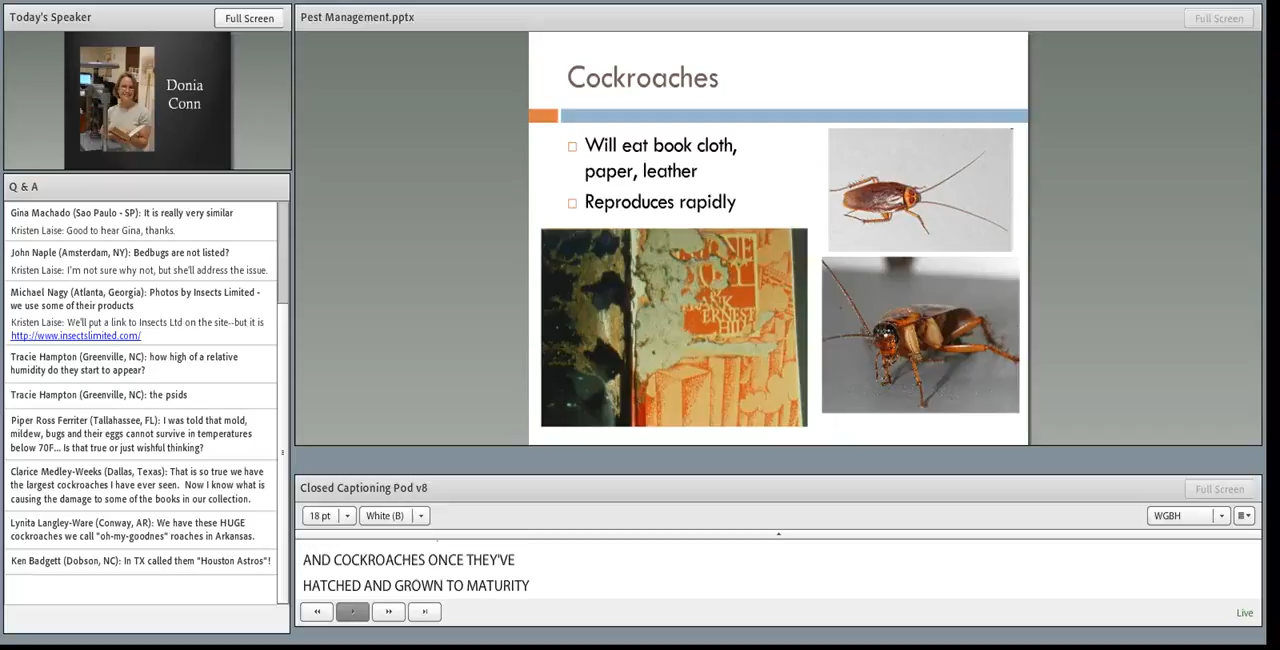 Today's Speaker
Full Screen
Donia
Conn
Q & A
Gina Machado (Sao Paulo - SP): It is really very similar
Kristen Laise: Good to hear Gina, thanks.
John Naple (Amsterdam, NY): Bedbugs are not listed?
Kristen Laise: I'm not sure why not, but she'll address the issue.
Michael Nagy (Atlanta, Georgia): Photos by Insects Limited -
we use some of their products
Kristen Laise: We'll put a link to Insects Ltd on the site--but it is
http://www.insectslimited.com/
Tracie Hampton (Greenville, NC): how high of a relative
humidity do they start to appear?
Tracie Hampton (Greenville, NC): the psids
Piper Ross Ferriter (Tallahassee, FL): I was told that mold,
mildew, bugs and their eggs cannot survive in temperatures
below 70F... Is that true or just wishful thinking?
Clarice Medley-Weeks (Dallas, Texas): That is so true we have
the largest cockroaches I have ever seen. Now I know what is
causing the damage to some of the books in our collection.
Lynita Langley-Ware (Conway, AR): We have these HUGE
cockroaches we call "oh-my-goodnes" roaches in Arkansas.
Ken Badgett (Dobson, NC): In TX called them "Houston Astros"!
Pest Management.pptx
Full Screen
Cockroaches
Will eat book cloth,
paper, leather
Reproduces rapidly
FRANK
ERNEST
HILL
Closed Captioning Pod v8
Full Screen
18 pt
White (B)
WGBH
AND COCKROACHES ONCE THEY'VE
HATCHED AND GROWN TO MATURITY
Live